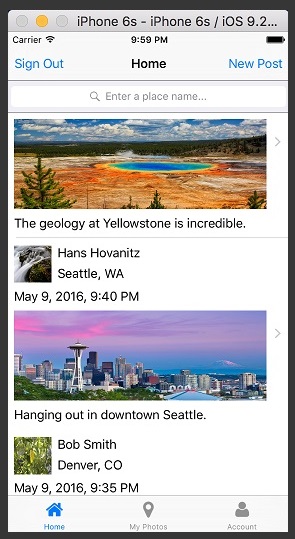 iPhone 6s - iPhone 6s / iOS 9.2...
Carrier 9:59 PM
Sign Out Home New Post
Enter a place name...
The geology at Yellowstone is incredible.
Hans Hovanitz
Seattle, WA
May 9, 2016, 9:40 PM
Hanging out in downtown Seattle.
Bob Smith
Denver, CO
May 9, 2016, 9:35 PM
Home My Photos Account